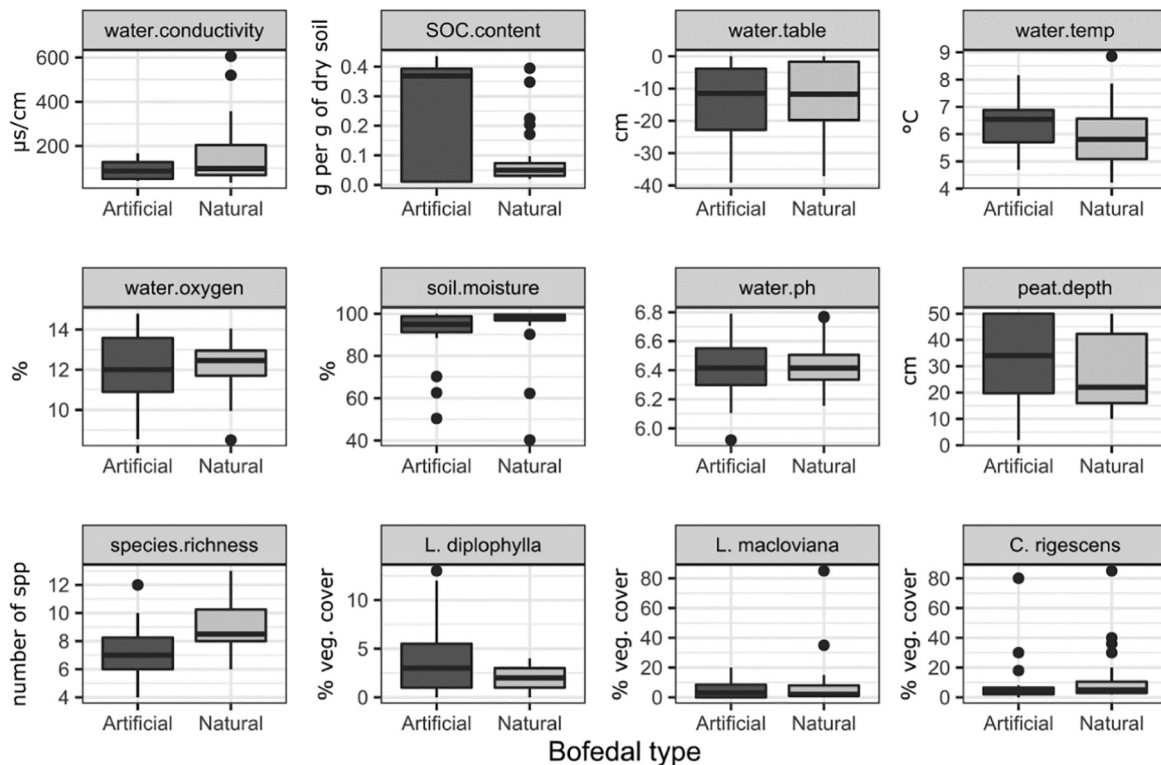 water.conductivity SOC.content water.table water.temp
µs/cm
600
400
200
Artificial Natural
g per g of dry soil
0.4
0.3
0.2
0.1
0.0
Artificial Natural
cm
0
-10
-20
-30
-40
Artificial Natural
°C
9
8
7
6
5
4
Artificial Natural
water.oxygen soil.moisture water.ph peat.depth
%
14
12
10
Artificial Natural
%
100
80
60
40
Artificial Natural
6.8
6.6
6.4
6.2
6.0
Artificial Natural
cm
50
40
30
20
10
0
Artificial Natural
species.richness L. diplophylla L. macloviana C. rigescens
number of spp
12
10
8
6
4
Artificial Natural
% veg. cover
10
5
0
Artificial Natural
% veg. cover
80
60
40
20
0
Artificial Natural
% veg. cover
80
60
40
20
0
Artificial Natural
Bofedal type